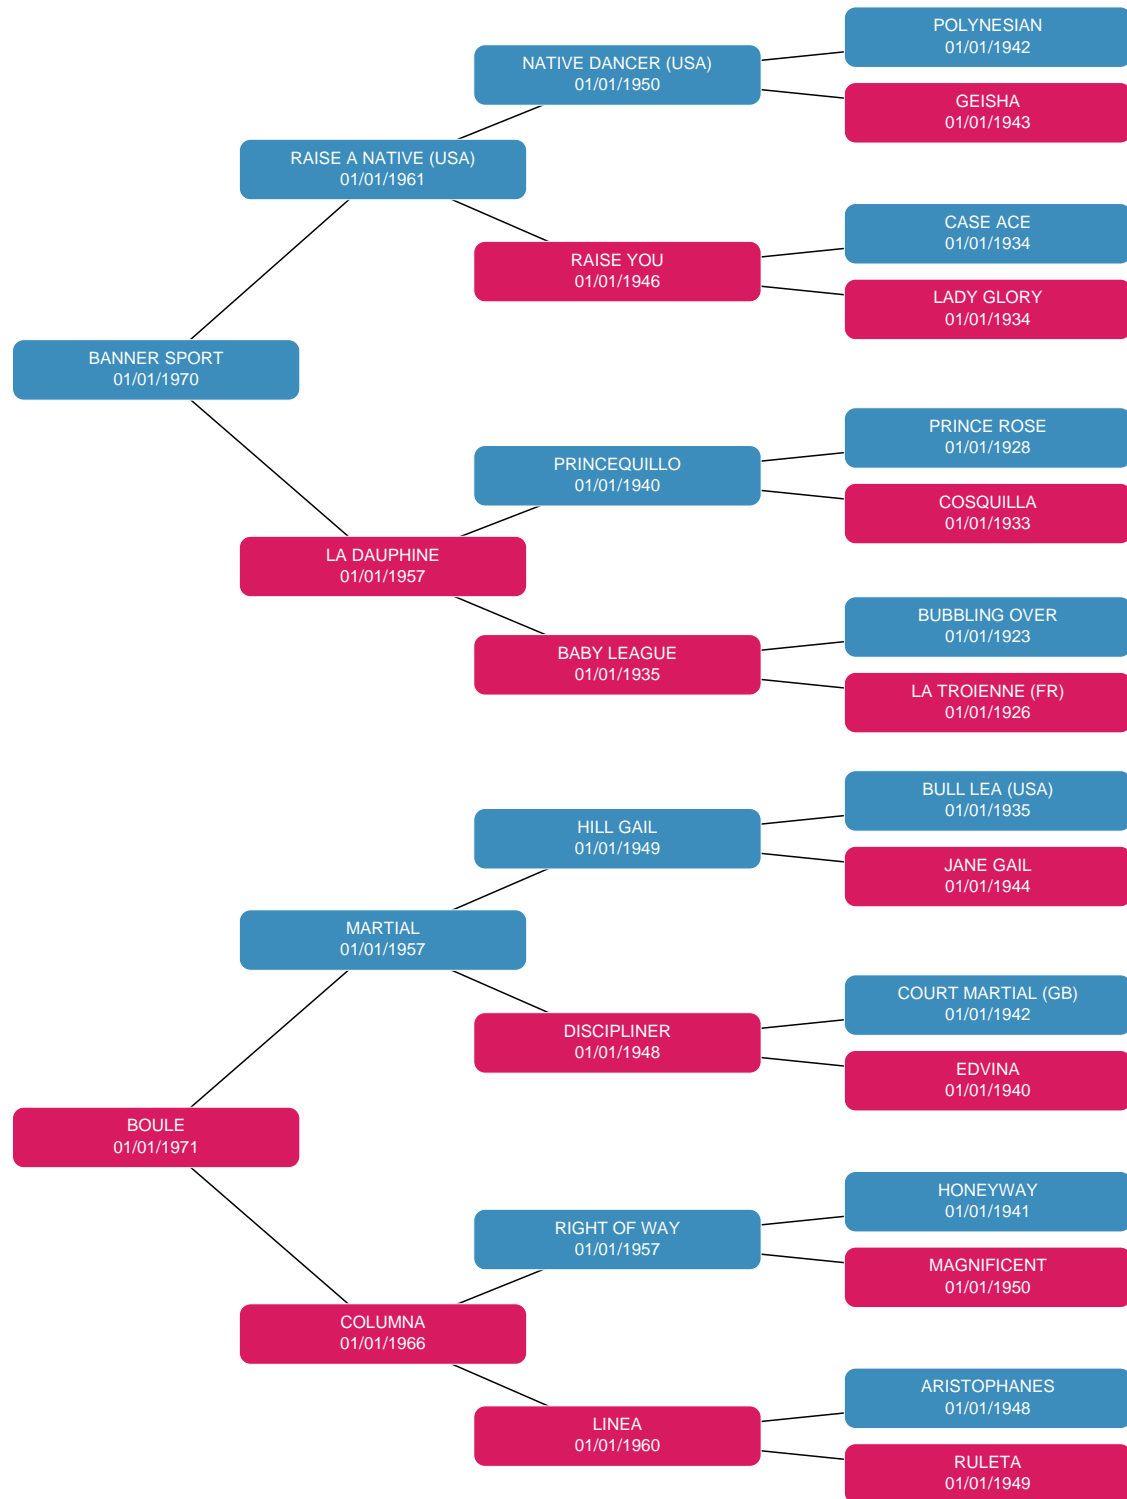 POLYNESIAN
01/01/1942
NATIVE DANCER (USA)
01/01/1950
GEISHA
01/01/1943
RAISE A NATIVE (USA)
01/01/1961
CASE ACE
01/01/1934
RAISE YOU
01/01/1946
LADY GLORY
01/01/1934
BANNER SPORT
01/01/1970
PRINCE ROSE
01/01/1928
PRINCEQUILLO
01/01/1940
COSQUILLA
01/01/1933
LA DAUPHINE
01/01/1957
BUBBLING OVER
01/01/1923
BABY LEAGUE
01/01/1935
LA TROIENNE (FR)
01/01/1926
BULL LEA (USA)
01/01/1935
HILL GAIL
01/01/1949
JANE GAIL
01/01/1944
MARTIAL
01/01/1957
COURT MARTIAL (GB)
01/01/1942
DISCIPLINER
01/01/1948
EDVINA
01/01/1940
BOULE
01/01/1971
HONEYWAY
01/01/1941
RIGHT OF WAY
01/01/1957
MAGNIFICENT
01/01/1950
COLUMNA
01/01/1966
ARISTOPHANES
01/01/1948
LINEA
01/01/1960
RULETA
01/01/1949